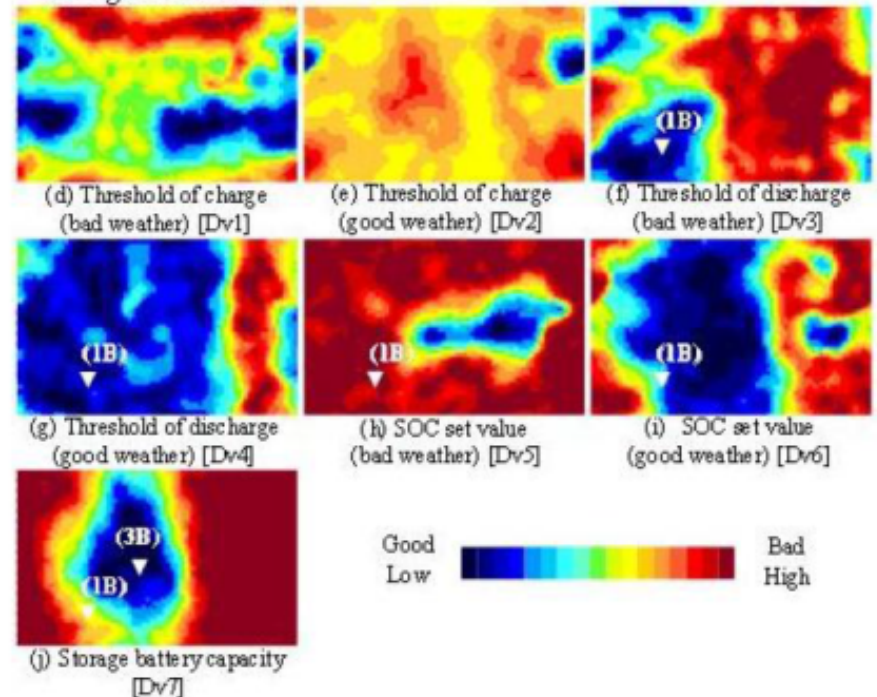 (1B)
(d) Threshold of charge
(bad weather) [Dv1]
(e) Threshold of charge
(good weather) [Dv2]
(f) Threshold of discharge
(bad weather) [Dv3]
(1B)
(1B)
(1B)
(g) Threshold of discharge
(good weather) [Dv4]
(h) SOC set value
(bad weather) [Dv5]
(i) SOC set value
(good weather) [Dv6]
(3B)
(1B)
(j) Storage battery capacity
[Dv7]
Good
Low
Bad
High